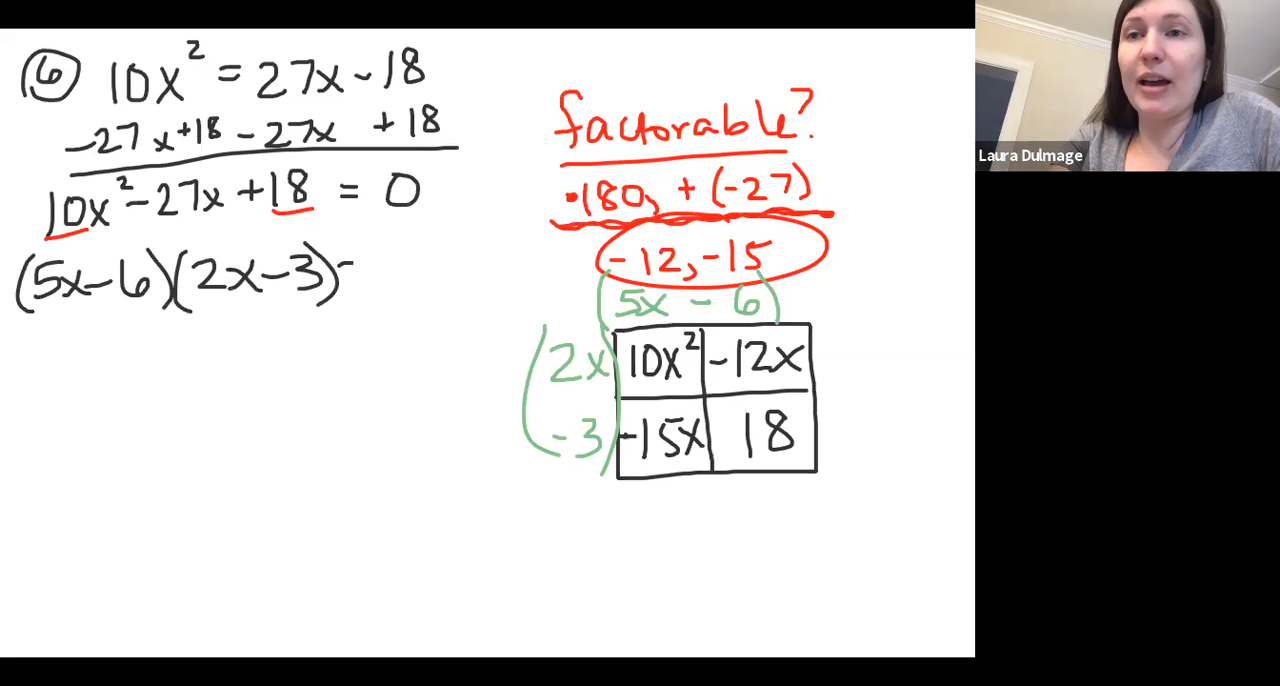 6 10x² = 27x - 18
-27x +18 -27x +18
10x² - 27x + 18 = 0
(5x - 6)(2x - 3) -
factorable?
·180, + (-27)
-12, -15
5x - 6
2x 10x² -12x
-3 -15x 18
Laura Dulmage